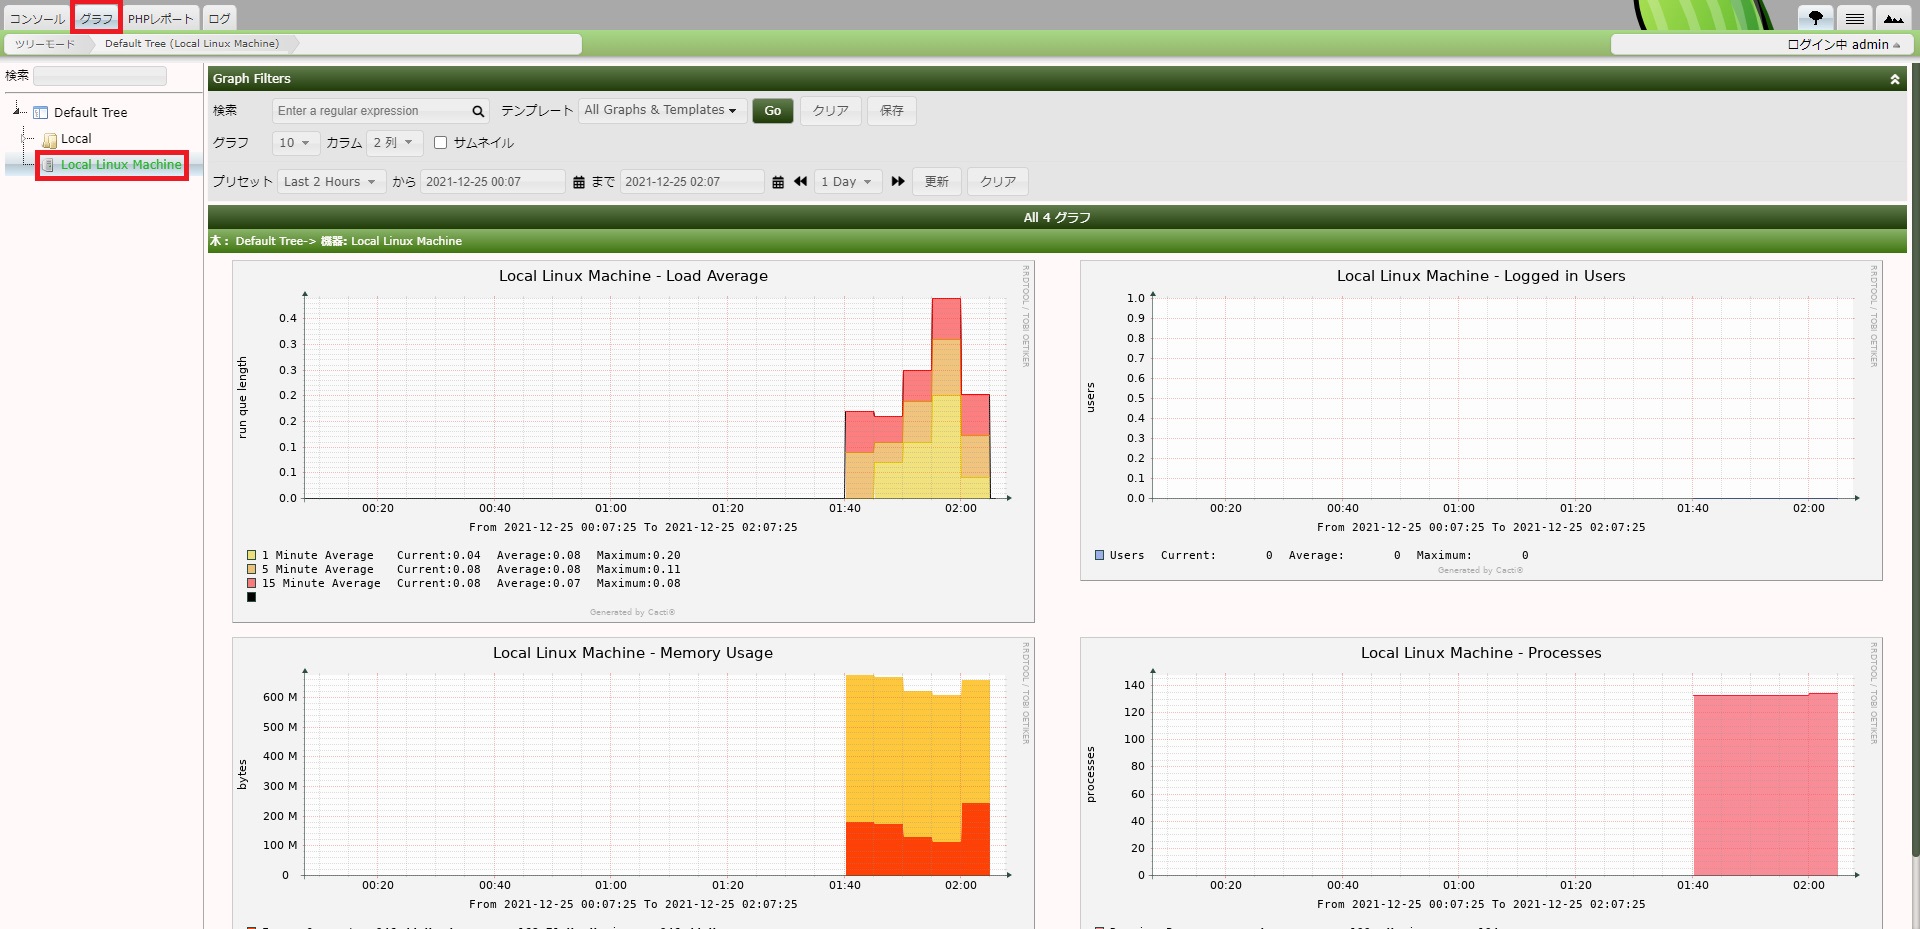 コンソール グラフ PHPレポート ログ
ツリーモード Default Tree (Local Linux Machine)
ログイン中 admin
検索
Default Tree
Local
Local Linux Machine
Graph Filters
検索 Enter a regular expression テンプレート All Graphs & Templates Go クリア 保存
グラフ 10 カラム 2 列 サムネイル
プリセット Last 2 Hours から 2021-12-25 00:07 まで 2021-12-25 02:07 1 Day 更新 クリア
All 4 グラフ
木 : Default Tree-> 機器: Local Linux Machine
Local Linux Machine - Load Average
RRDTOOL / TOBI OETIKER
run que length
0.4
0.3
0.3
0.2
0.2
0.1
0.1
0.0
00:20 00:40 01:00 01:20 01:40 02:00
From 2021-12-25 00:07:25 To 2021-12-25 02:07:25
1 Minute Average Current:0.04 Average:0.08 Maximum:0.20
5 Minute Average Current:0.08 Average:0.08 Maximum:0.11
15 Minute Average Current:0.08 Average:0.07 Maximum:0.08
Generated by Cacti®
Local Linux Machine - Logged in Users
RRDTOOL / TOBI OETIKER
users
1.0
0.9
0.8
0.7
0.6
0.5
0.4
0.3
0.2
0.1
0.0
00:20 00:40 01:00 01:20 01:40 02:00
From 2021-12-25 00:07:25 To 2021-12-25 02:07:25
Users Current: 0 Average: 0 Maximum: 0
Generated by Cacti®
Local Linux Machine - Memory Usage
RRDTOOL / TOBI OETIKER
bytes
600 M
500 M
400 M
300 M
200 M
100 M
0
00:20 00:40 01:00 01:20 01:40 02:00
From 2021-12-25 00:07:25 To 2021-12-25 02:07:25
Local Linux Machine - Processes
RRDTOOL / TOBI OETIKER
processes
140
120
100
80
60
40
20
0
00:20 00:40 01:00 01:20 01:40 02:00
From 2021-12-25 00:07:25 To 2021-12-25 02:07:25